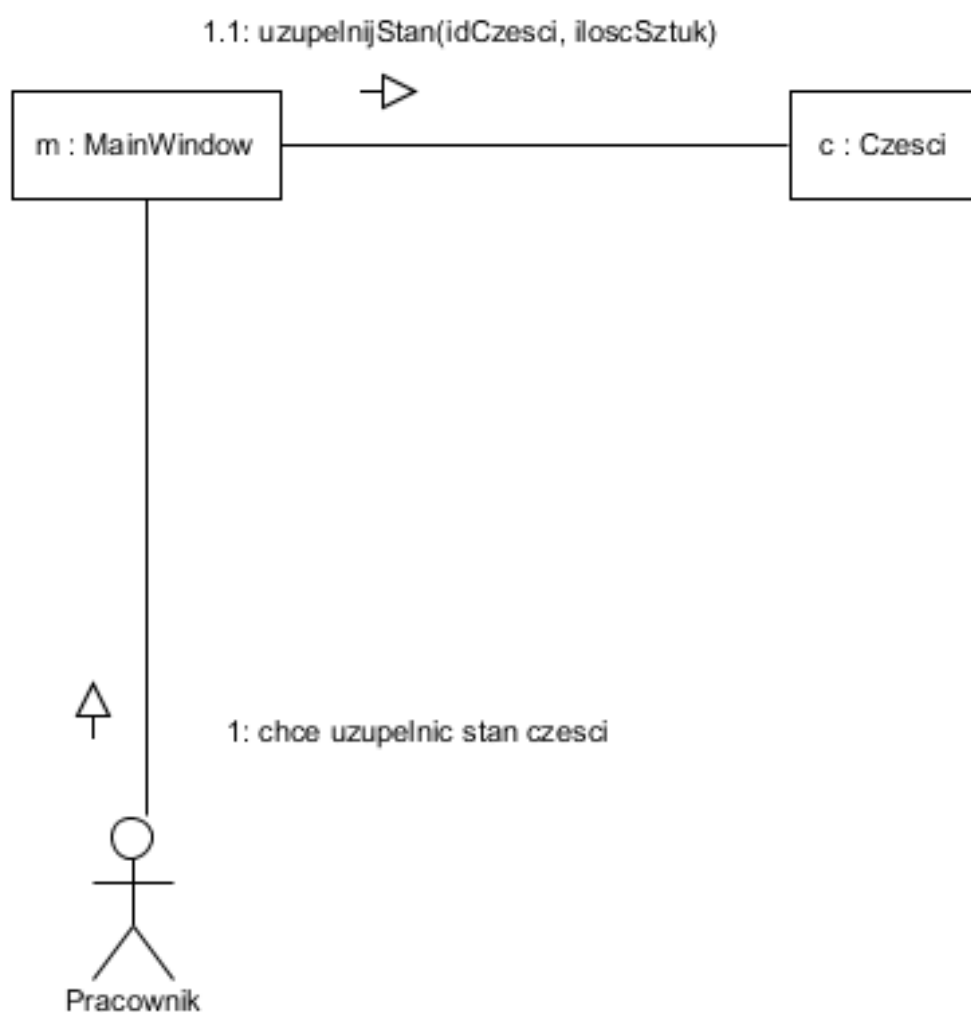 1.1: uzupelnijStan(idCzesci, iloscSztuk)
m : MainWindow
c : Czesci
1: chce uzupelnic stan czesci
Pracownik